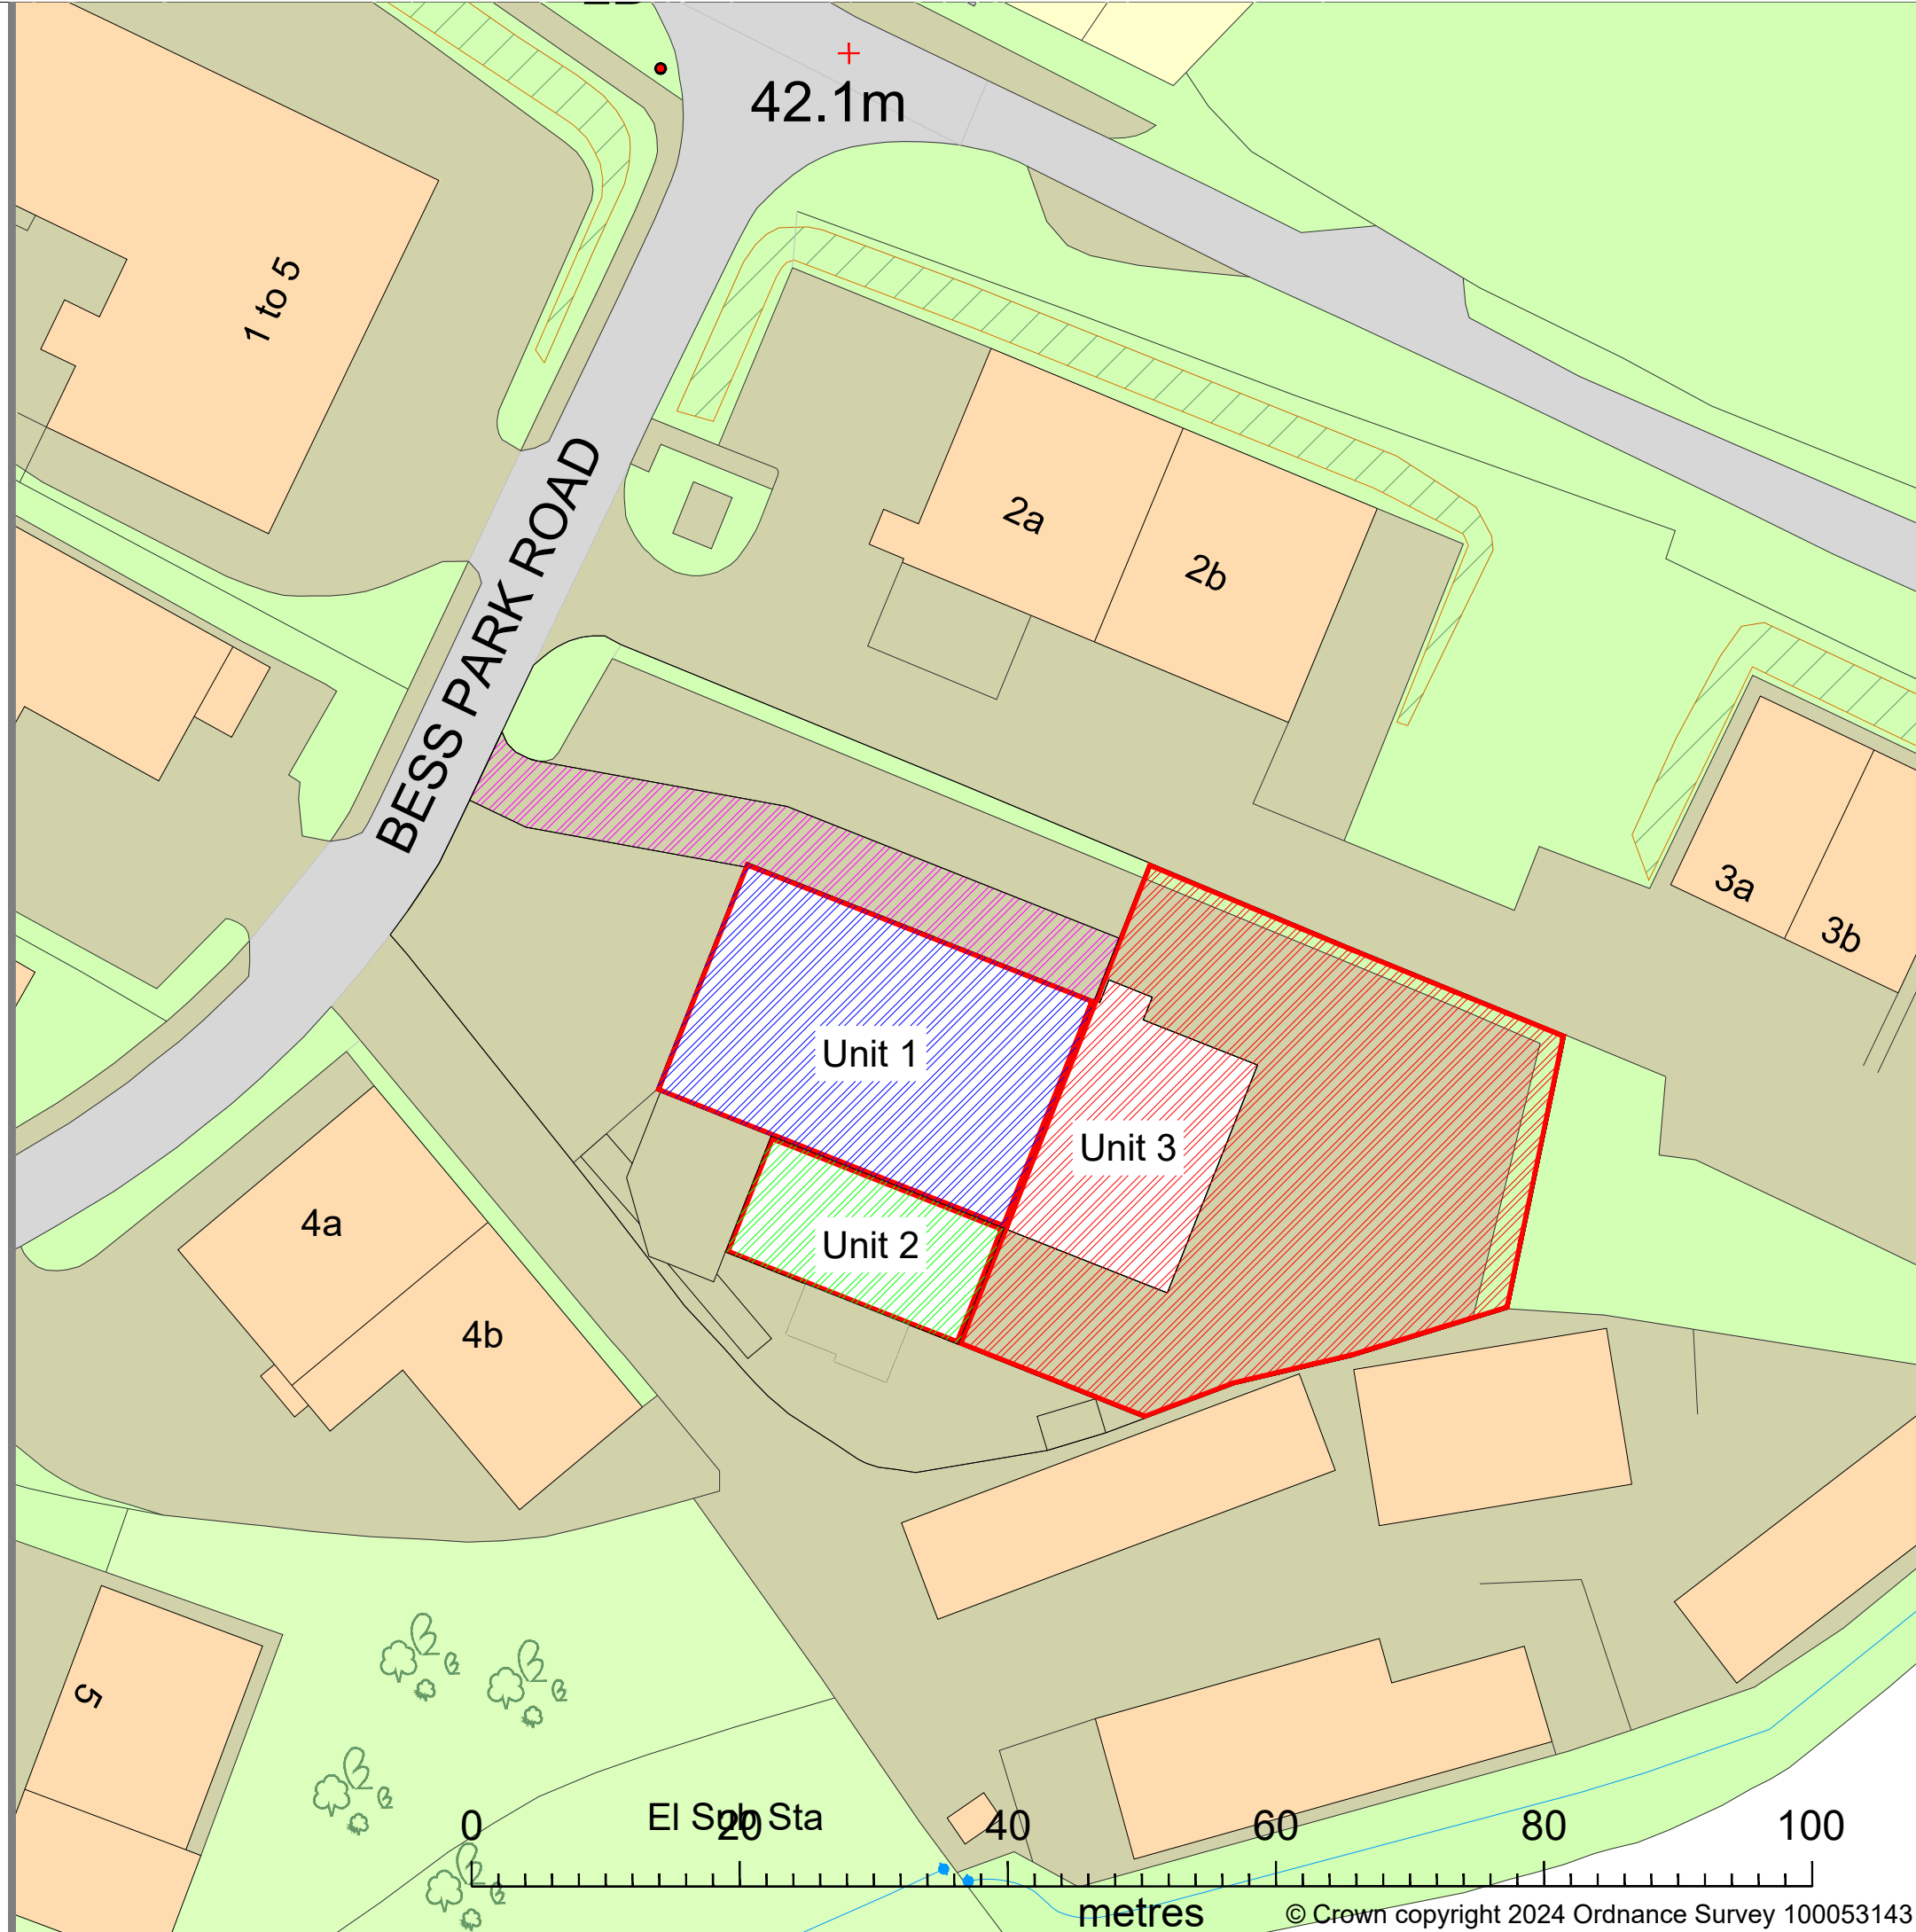 42.1m
1 to 5
BESS PARK ROAD
2a
2b
3a
3b
Unit 1
Unit 3
Unit 2
4a
4b
5
El Sub Sta
0 20 40 60 80 100
metres
© Crown copyright 2024 Ordnance Survey 100053143